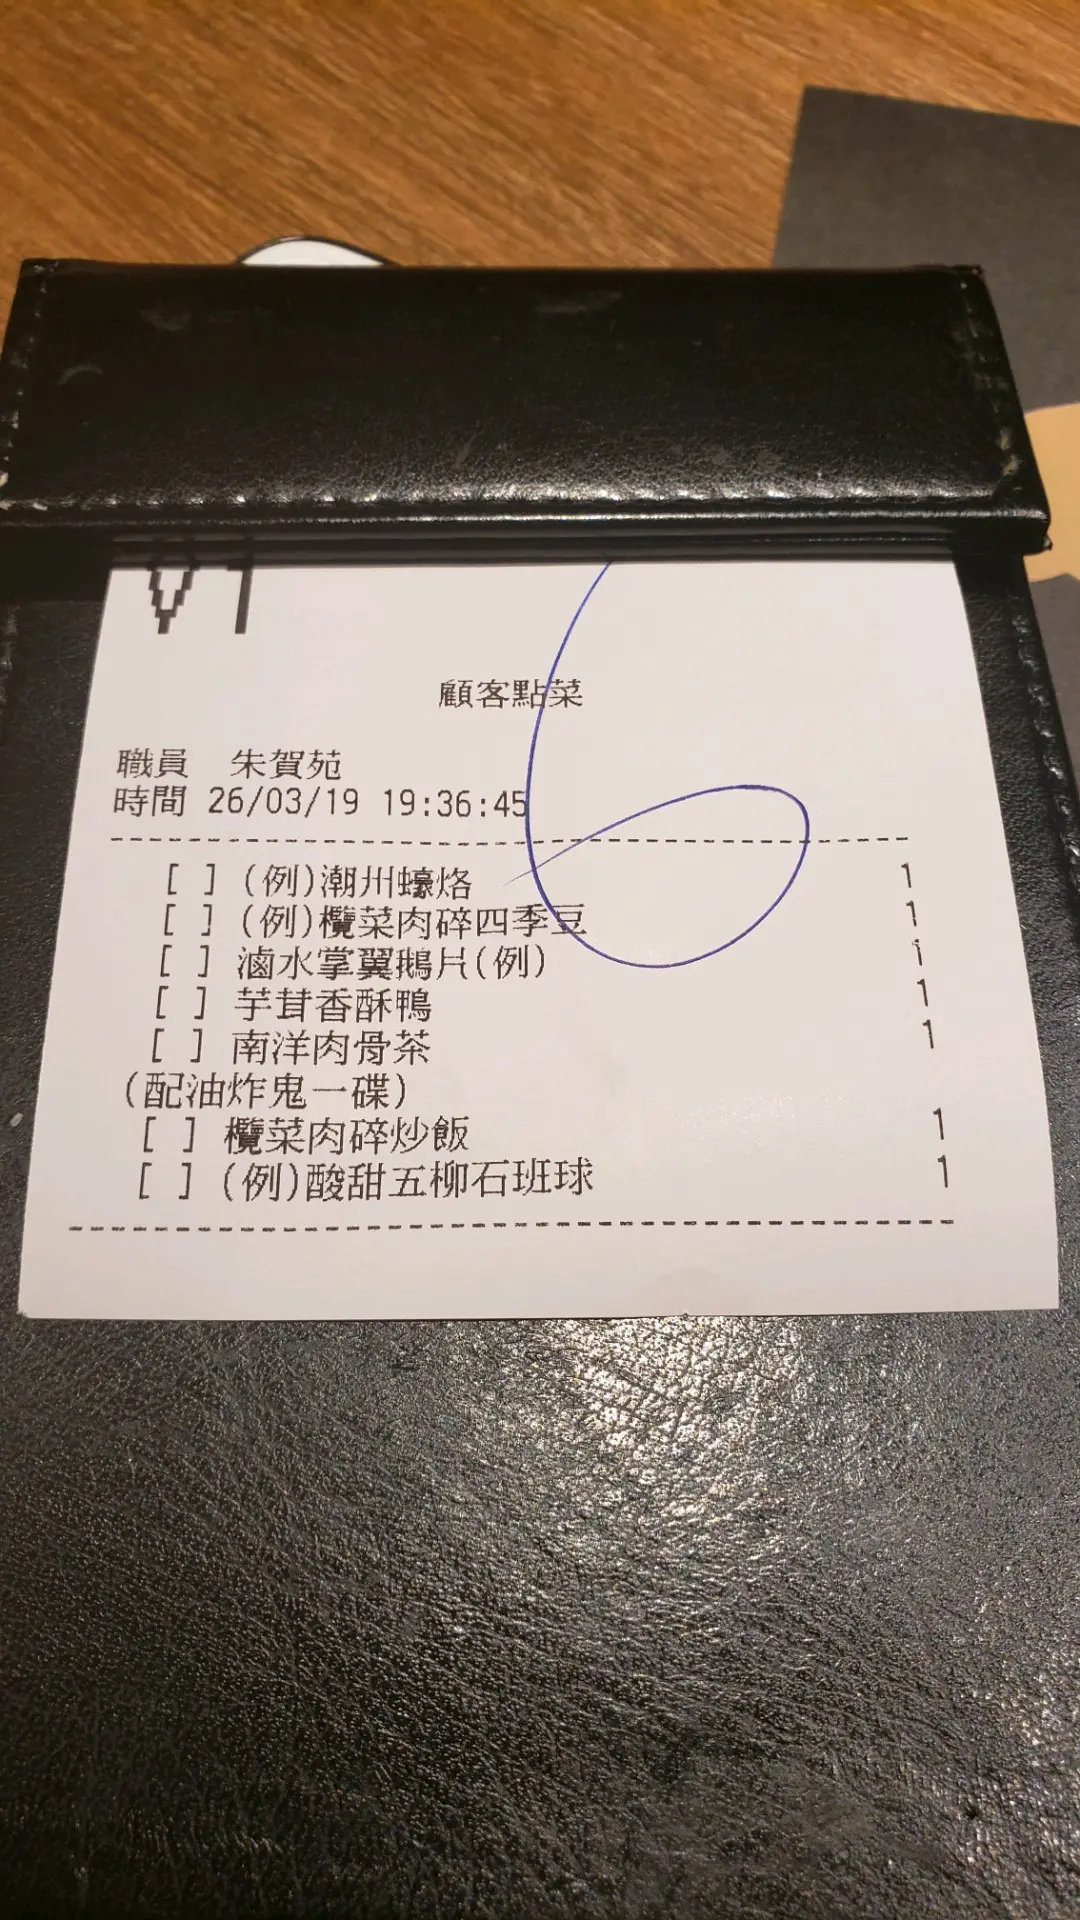 顧客點菜
職員 朱賀苑
時間 26/03/19 19:36:45
[ ] (例)潮州蠔烙 1
[ ] (例)欖菜肉碎四季豆 1
[ ] 滷水掌翼鵝片(例) 1
[ ] 芋茸香酥鴨 1
[ ] 南洋肉骨茶 1
(配油炸鬼一碟)
[ ] 欖菜肉碎炒飯 1
[ ] (例)酸甜五柳石班球 1